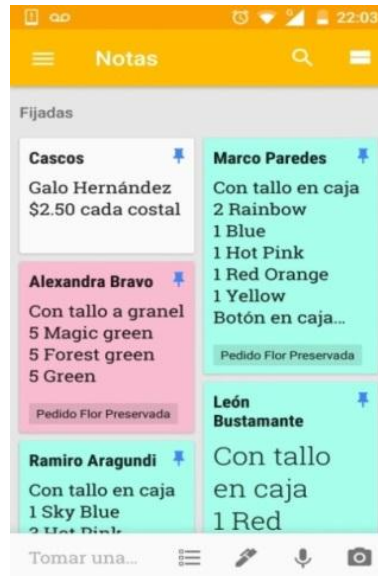 22:03
Notas
Fijadas
Cascos
Galo Hernández
$2.50 cada costal
Alexandra Bravo
Con tallo a granel
5 Magic green
5 Forest green
5 Green
Pedido Flor Preservada
Ramiro Aragundi
Con tallo en caja
1 Sky Blue
2 Hot Pink
Marco Paredes
Con tallo en caja
2 Rainbow
1 Blue
1 Hot Pink
1 Red Orange
1 Yellow
Botón en caja...
Pedido Flor Preservada
León
Bustamante
Con tallo
en caja
1 Red
Tomar una...